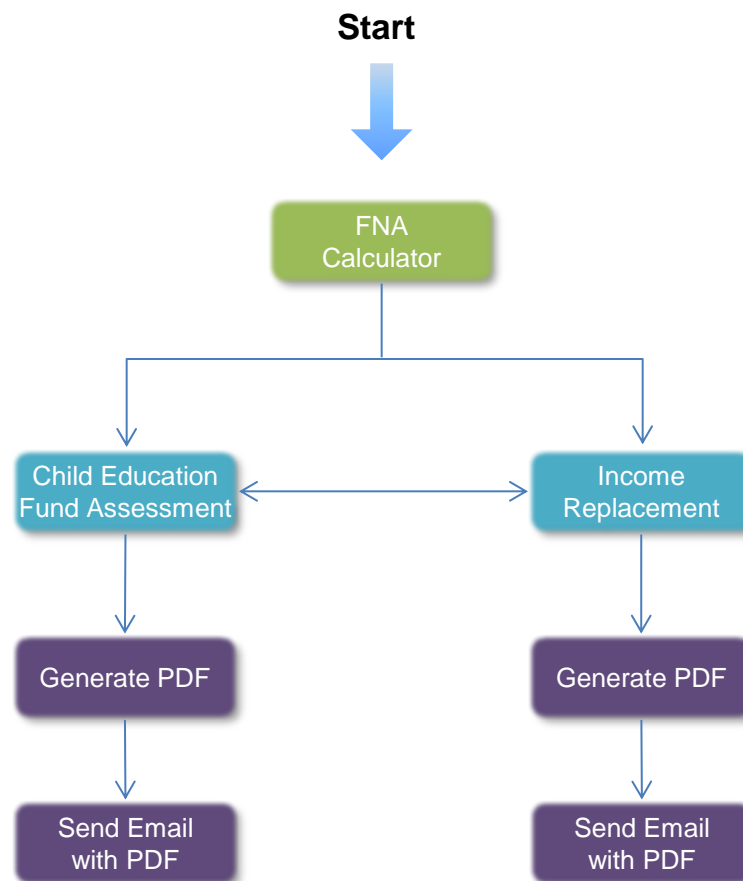 Start
FNA
Calculator
Child Education
Fund Assessment
Income
Replacement
Generate PDF
Generate PDF
Send Email
with PDF
Send Email
with PDF